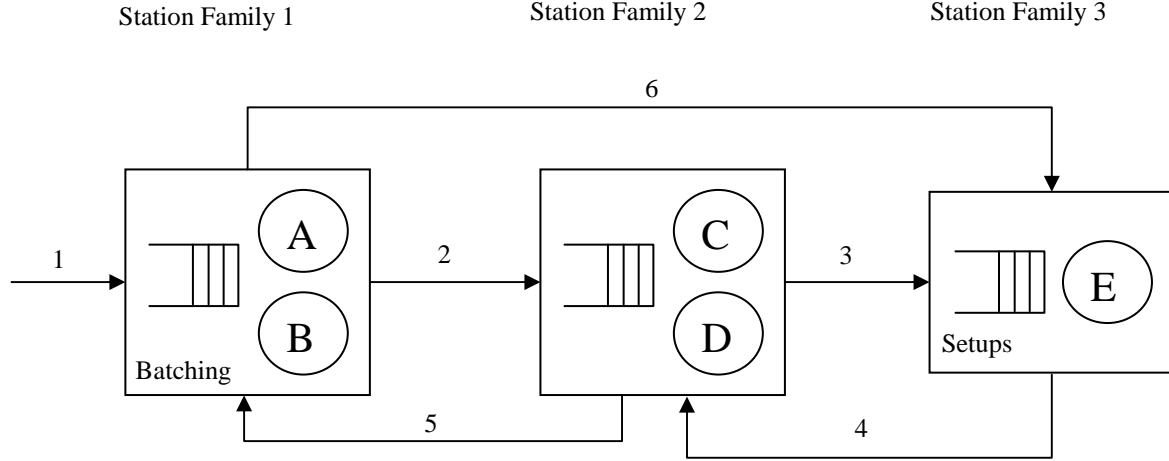 Station Family 1
Station Family 2
Station Family 3
6
A
C
1
2
3
E
B
D
Setups
Batching
5
4